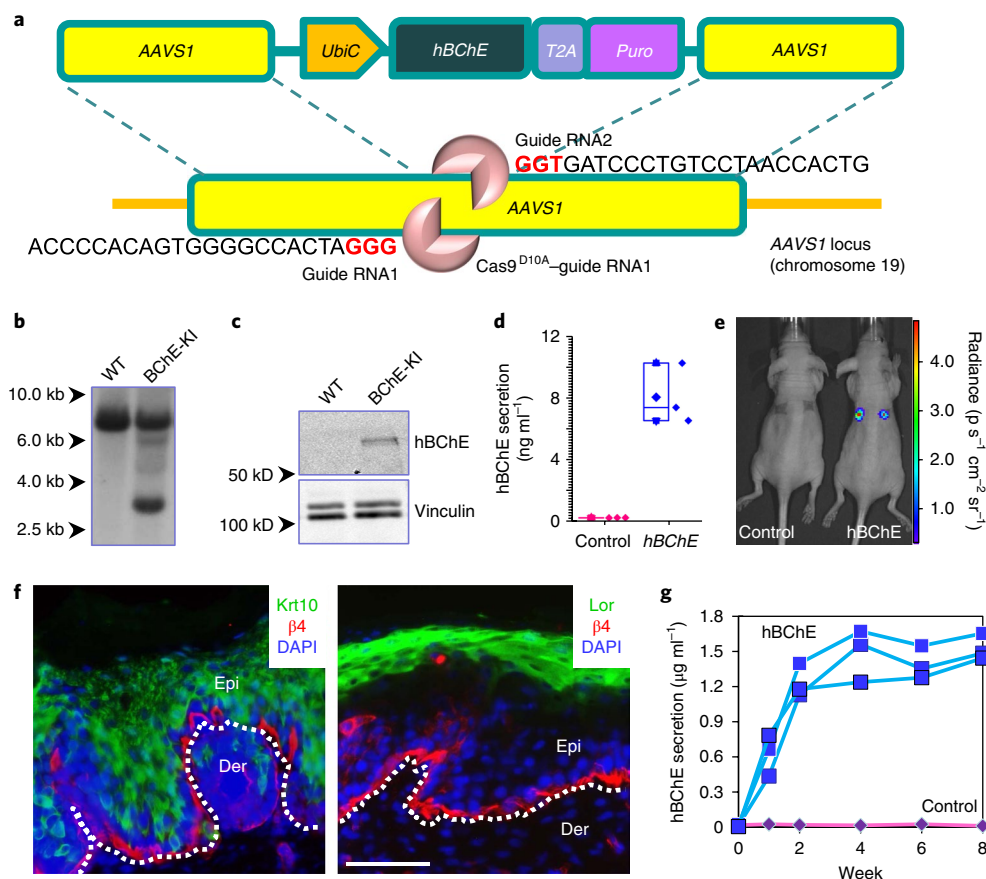 a
AAVS1 UbiC hBChE T2A Puro AAVS1
Guide RNA2
GGTGATCCCTGTCCTAACCACTG
AAVS1
ACCCCACAGTGGGGCCACTAGGG
Guide RNA1
Cas9D10A–guide RNA1
AAVS1 locus
(chromosome 19)
b
WT BChE-KI
10.0 kb
6.0 kb
4.0 kb
2.5 kb
c
WT BChE-KI
hBChE
50 kD
Vinculin
100 kD
d
hBChE secretion
(ng ml−1)
12
8
4
0
Control hBChE
e
Control hBChE
Radiance (p s−1 cm−2 sr−1)
4.0
3.0
2.0
1.0
f
Krt10
β4
DAPI
Epi
Der
Lor
β4
DAPI
Epi
Der
g
hBChE secretion (μg ml−1)
1.8
1.5
1.2
0.9
0.6
0.3
0
hBChE
Control
0 2 4 6 8
Week